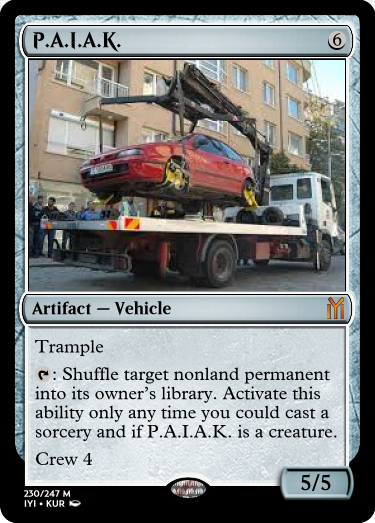 P.A.I.A.K. 6
Artifact — Vehicle
Trample
: Shuffle target nonland permanent
into its owner's library. Activate this
ability only any time you could cast a
sorcery and if P.A.I.A.K. is a creature.
Crew 4
5/5
230/247 M
IYI • KUR